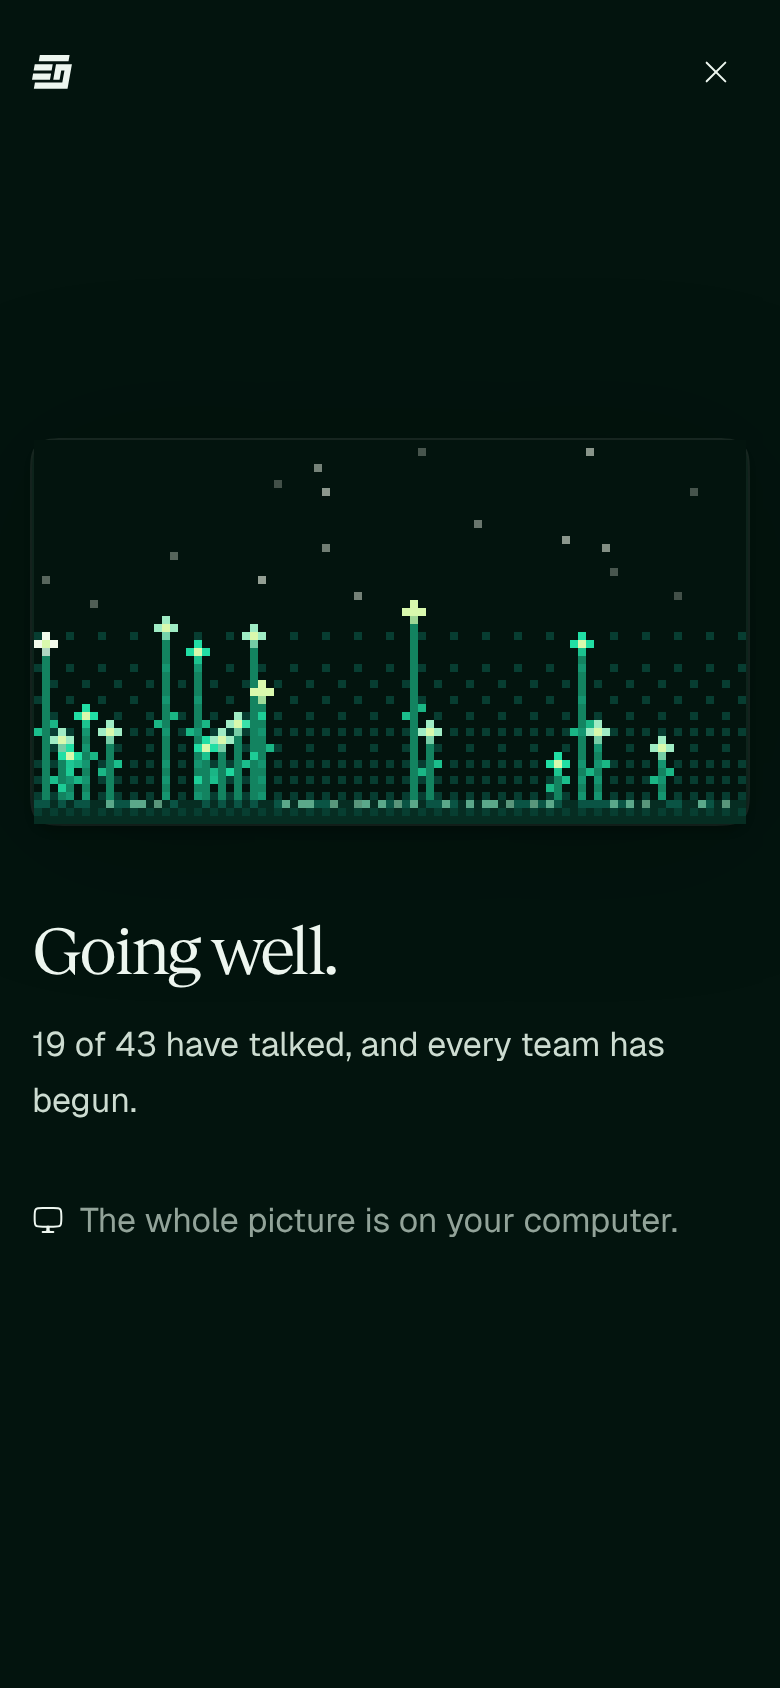 Going well.
19 of 43 have talked, and every team has
begun.
The whole picture is on your computer.